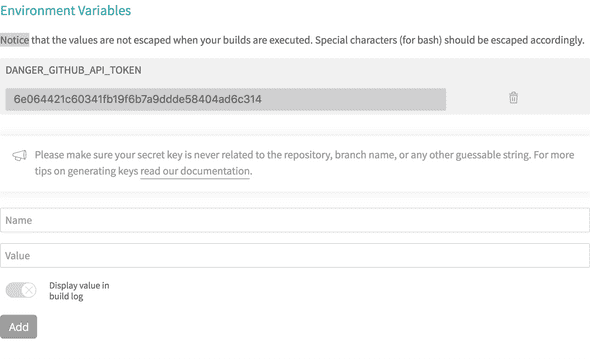 Environment Variables
Notice that the values are not escaped when your builds are executed. Special characters (for bash) should be escaped accordingly.
DANGER_GITHUB_API_TOKEN
6e064421c60341fb19f6b7a9ddde58404ad6c314
Please make sure your secret key is never related to the repository, branch name, or any other guessable string. For more
tips on generating keys read our documentation.
Name
Value
Display value in
build log
Add